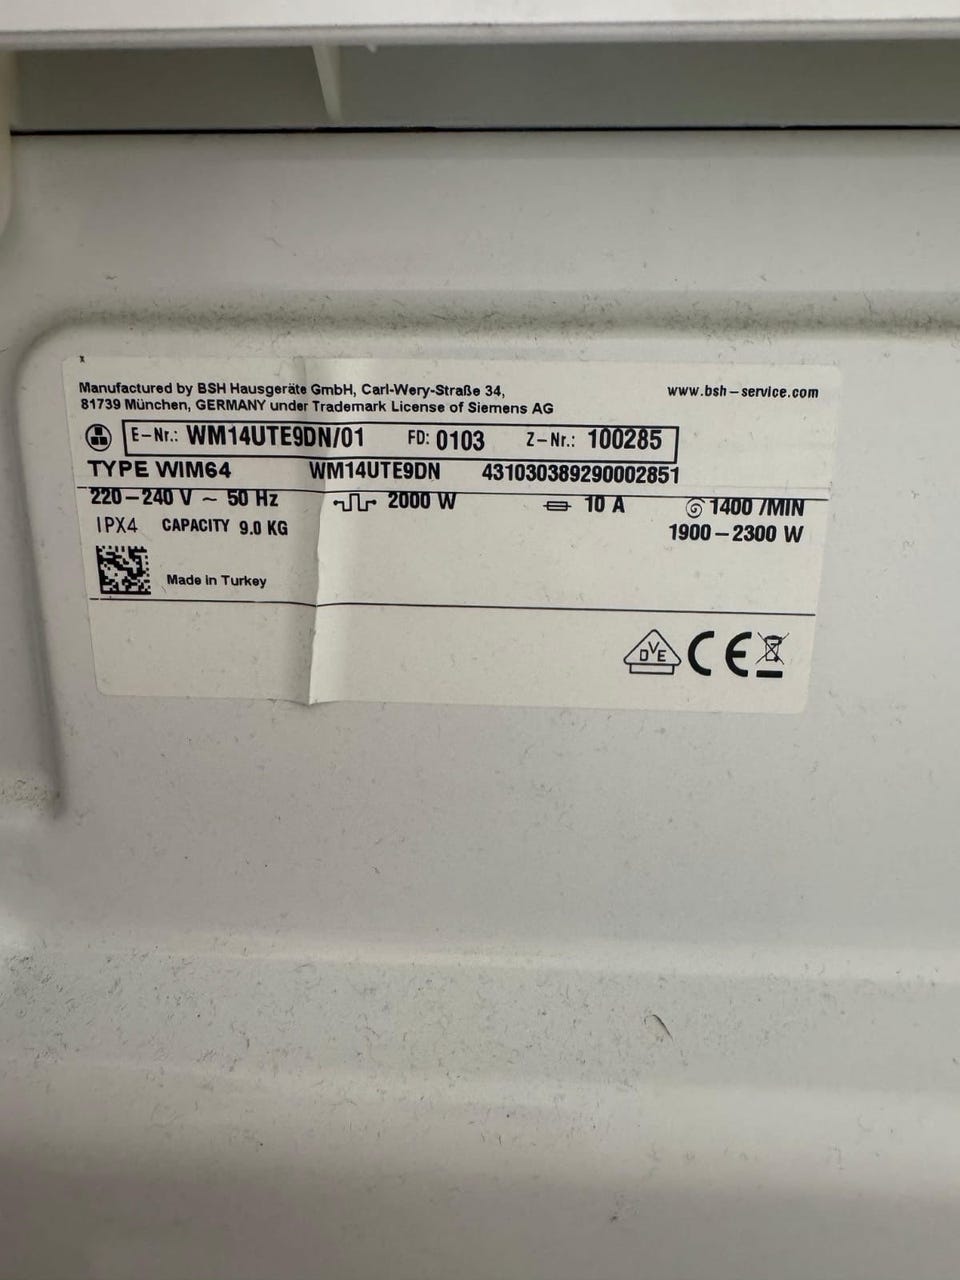 x
Manufactured by BSH Hausgeräte GmbH, Carl-Wery-Straße 34,
81739 München, GERMANY under Trademark License of Siemens AG
www.bsh-service.com
E-Nr.: WM14UTE9DN/01 FD: 0103 Z-Nr.: 100285
TYPE WIM64 WM14UTE9DN 431030389290002851
220-240 V ~ 50 Hz 2000 W 10 A 1400 /MIN
IPX4 CAPACITY 9.0 KG 1900-2300 W
Made in Turkey
DVE CE